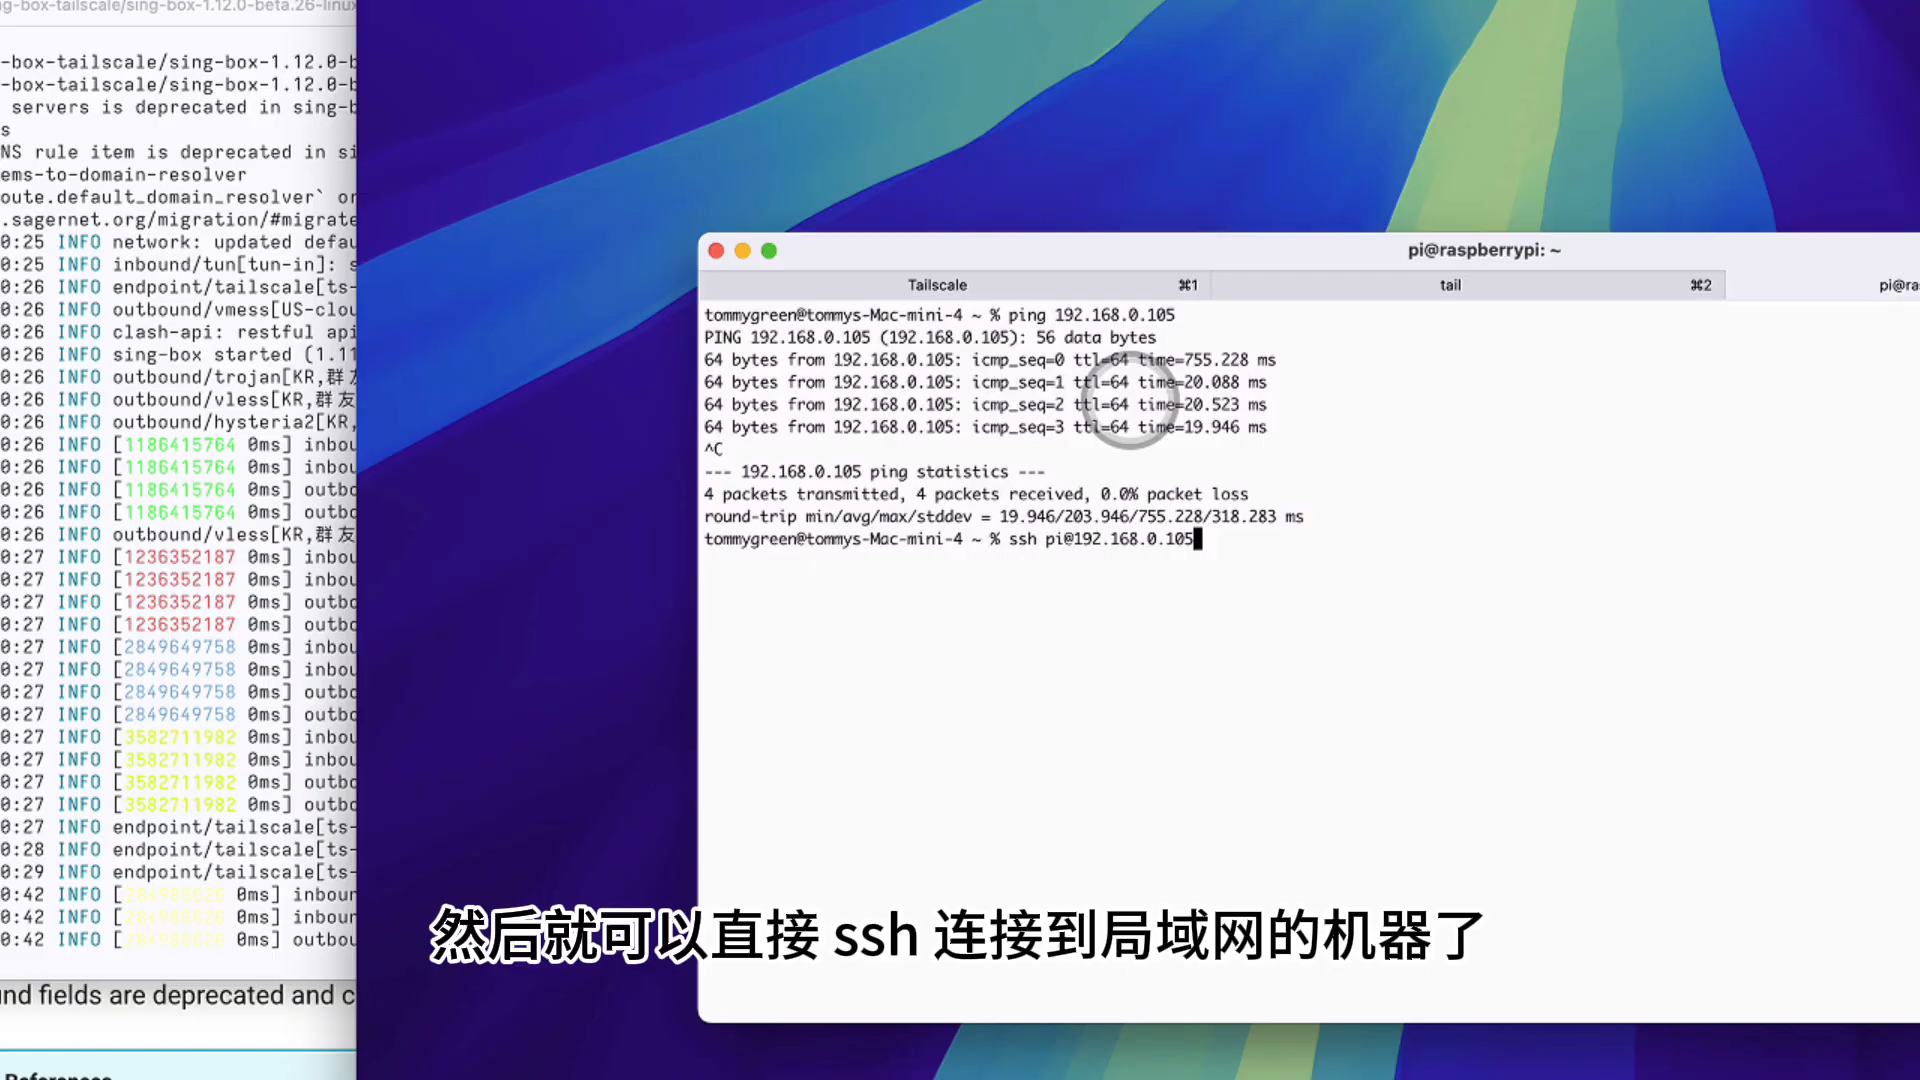 ng-box-tailscale/sing-box-1.12.0-beta.26-linux
-box-tailscale/sing-box-1.12.0-b
-box-tailscale/sing-box-1.12.0-b
servers is deprecated in sing-b
s
NS rule item is deprecated in si
ems-to-domain-resolver
oute.default_domain_resolver` or
.sagernet.org/migration/#migrate
0:25 INFO network: updated defau
0:25 INFO inbound/tun[tun-in]: s
0:26 INFO endpoint/tailscale[ts-
0:26 INFO outbound/vmess[US-clou
0:26 INFO clash-api: restful api
0:26 INFO sing-box started (1.11
0:26 INFO outbound/trojan[KR,群友
0:26 INFO outbound/vless[KR,群友
0:26 INFO outbound/hysteria2[KR,
0:26 INFO [1186415764 0ms] inbou
0:26 INFO [1186415764 0ms] inbou
0:26 INFO [1186415764 0ms] outbo
0:26 INFO [1186415764 0ms] outbo
0:26 INFO outbound/vless[KR,群友
0:27 INFO [1236352187 0ms] inbou
0:27 INFO [1236352187 0ms] inbou
0:27 INFO [1236352187 0ms] outbo
0:27 INFO [1236352187 0ms] outbo
0:27 INFO [2849649758 0ms] inbou
0:27 INFO [2849649758 0ms] inbou
0:27 INFO [2849649758 0ms] outbo
0:27 INFO [2849649758 0ms] outbo
0:27 INFO [3582711982 0ms] inbou
0:27 INFO [3582711982 0ms] inbou
0:27 INFO [3582711982 0ms] outbo
0:27 INFO [3582711982 0ms] outbo
0:27 INFO endpoint/tailscale[ts-
0:28 INFO endpoint/tailscale[ts-
0:29 INFO endpoint/tailscale[ts-
0:42 INFO [ 0ms] inbour
0:42 INFO [ 0ms] inbour
0:42 INFO [ 0ms] outbou
und fields are deprecated and c
References
pi@raspberrypi: ~
Tailscale ⌘1 tail ⌘2 pi@ras
tommygreen@tommys-Mac-mini-4 ~ % ping 192.168.0.105
PING 192.168.0.105 (192.168.0.105): 56 data bytes
64 bytes from 192.168.0.105: icmp_seq=0 ttl=64 time=755.228 ms
64 bytes from 192.168.0.105: icmp_seq=1 ttl=64 time=20.088 ms
64 bytes from 192.168.0.105: icmp_seq=2 ttl=64 time=20.523 ms
64 bytes from 192.168.0.105: icmp_seq=3 ttl=64 time=19.946 ms
^C
--- 192.168.0.105 ping statistics ---
4 packets transmitted, 4 packets received, 0.0% packet loss
round-trip min/avg/max/stddev = 19.946/203.946/755.228/318.283 ms
tommygreen@tommys-Mac-mini-4 ~ % ssh pi@192.168.0.105
然后就可以直接 ssh 连接到局域网的机器了